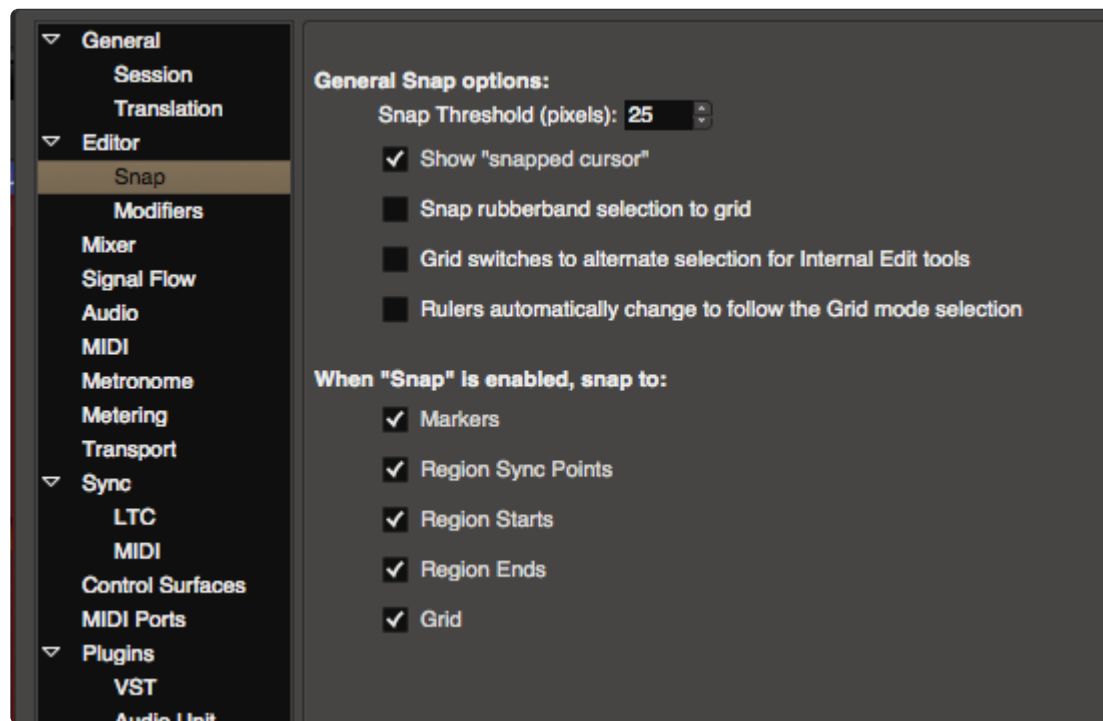 General
Session
Translation
Editor
Snap
Modifiers
Mixer
Signal Flow
Audio
MIDI
Metronome
Metering
Transport
Sync
LTC
MIDI
Control Surfaces
MIDI Ports
Plugins
VST
Audio Unit
General Snap options:
Snap Threshold (pixels): 25
Show "snapped cursor"
Snap rubberband selection to grid
Grid switches to alternate selection for Internal Edit tools
Rulers automatically change to follow the Grid mode selection
When "Snap" is enabled, snap to:
Markers
Region Sync Points
Region Starts
Region Ends
Grid